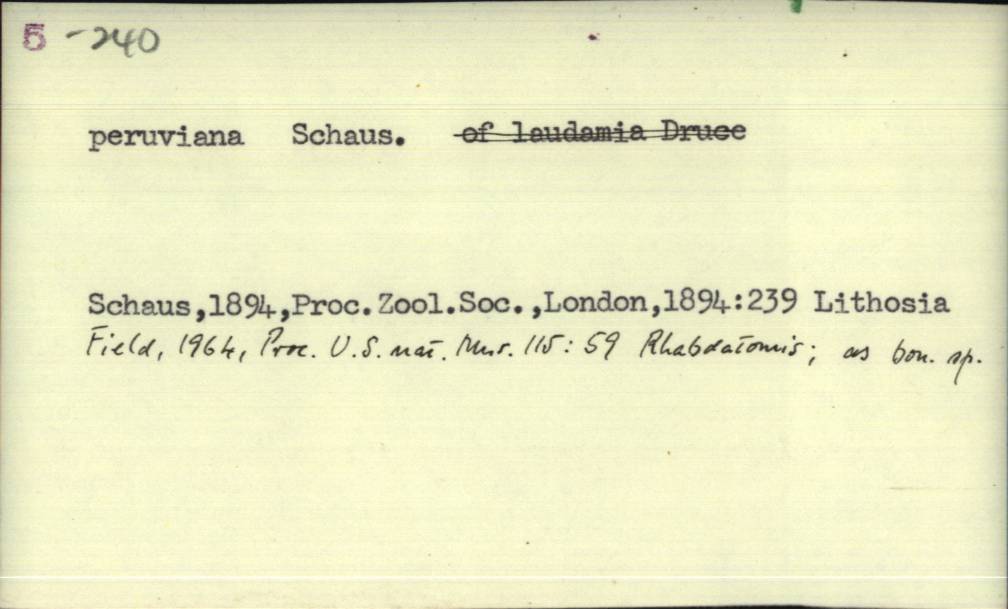 5 -240
peruviana Schaus. of laudamia Druce
Schaus,1894,Proc.Zool.Soc.,London,1894:239 Lithosia
Field, 1964, Proc. U.S. nat. Mus. 115: 59 Rhabdatomis; as bon. sp.